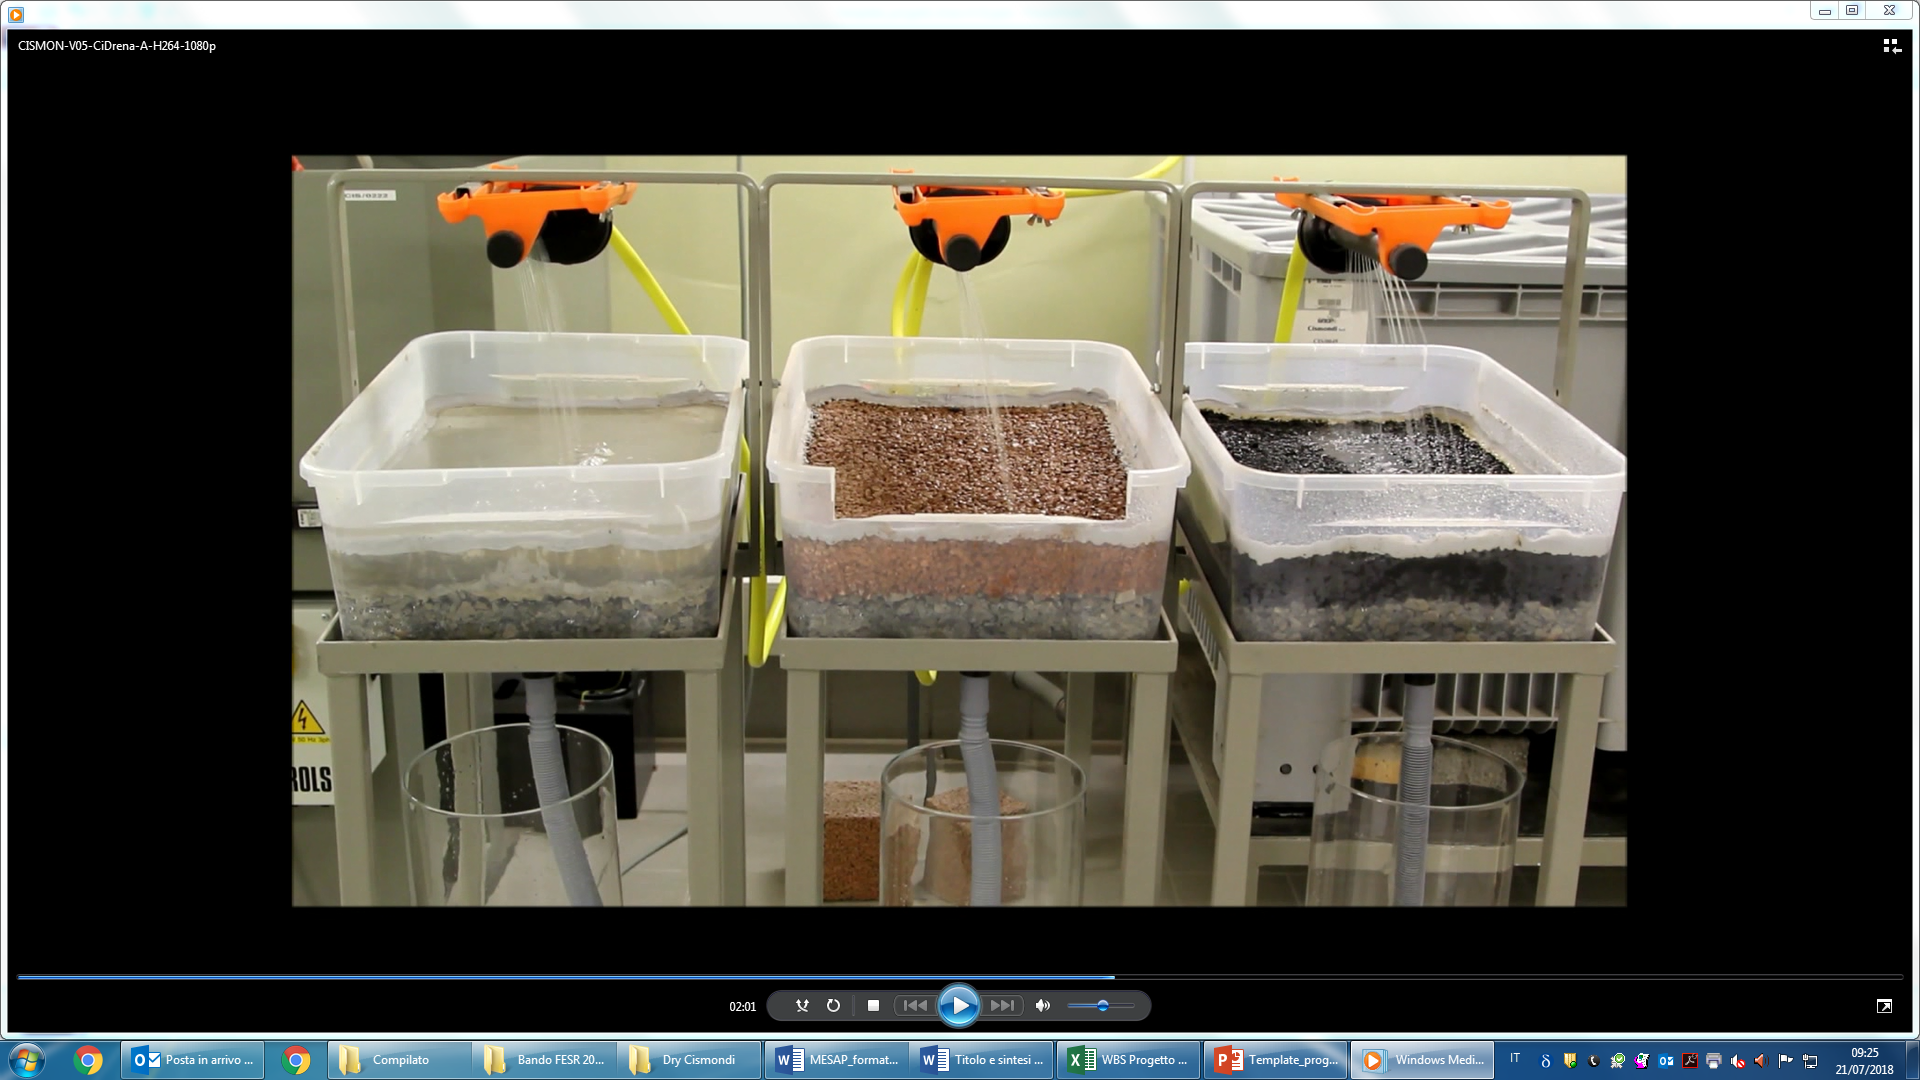 CISMON-V05-CiDrena-A-H264-1080p
Cismondi
ROLS
02:01
Posta in arrivo ...
Compilato
Bando FESR 20...
Dry Cismondi
MESAP_format...
Titolo e sintesi ...
WBS Progetto ...
Template_prog...
Windows Medi...
IT
09:25
21/07/2018